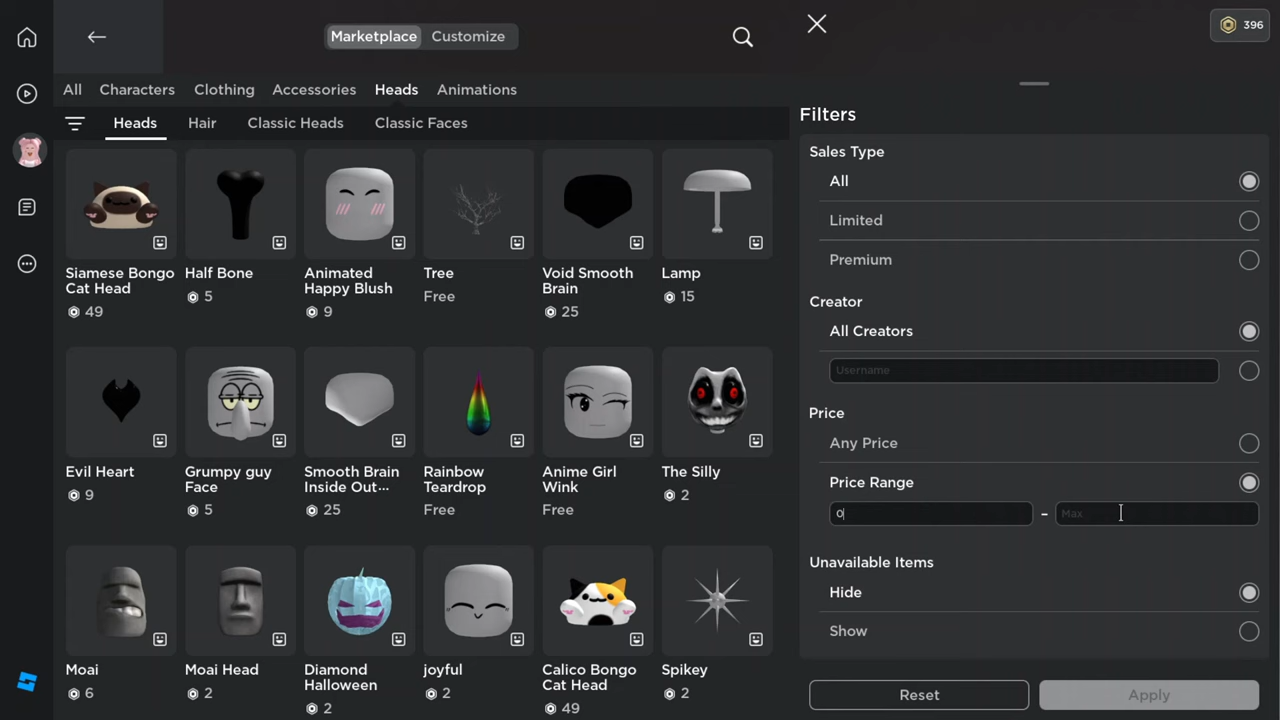 Marketplace
Customize
396
All
Characters
Clothing
Accessories
Heads
Animations
Heads
Hair
Classic Heads
Classic Faces
Siamese Bongo
Cat Head
49
Half Bone
5
Animated
Happy Blush
9
Tree
Free
Void Smooth
Brain
25
Lamp
15
Evil Heart
9
Grumpy guy
Face
5
Smooth Brain
Inside Out...
25
Rainbow
Teardrop
Free
Anime Girl
Wink
Free
The Silly
2
Moai
6
Moai Head
2
Diamond
Halloween
2
joyful
2
Calico Bongo
Cat Head
49
Spikey
2
Filters
Sales Type
All
Limited
Premium
Creator
All Creators
Username
Price
Any Price
Price Range
0
-
Max
Unavailable Items
Hide
Show
Reset
Apply